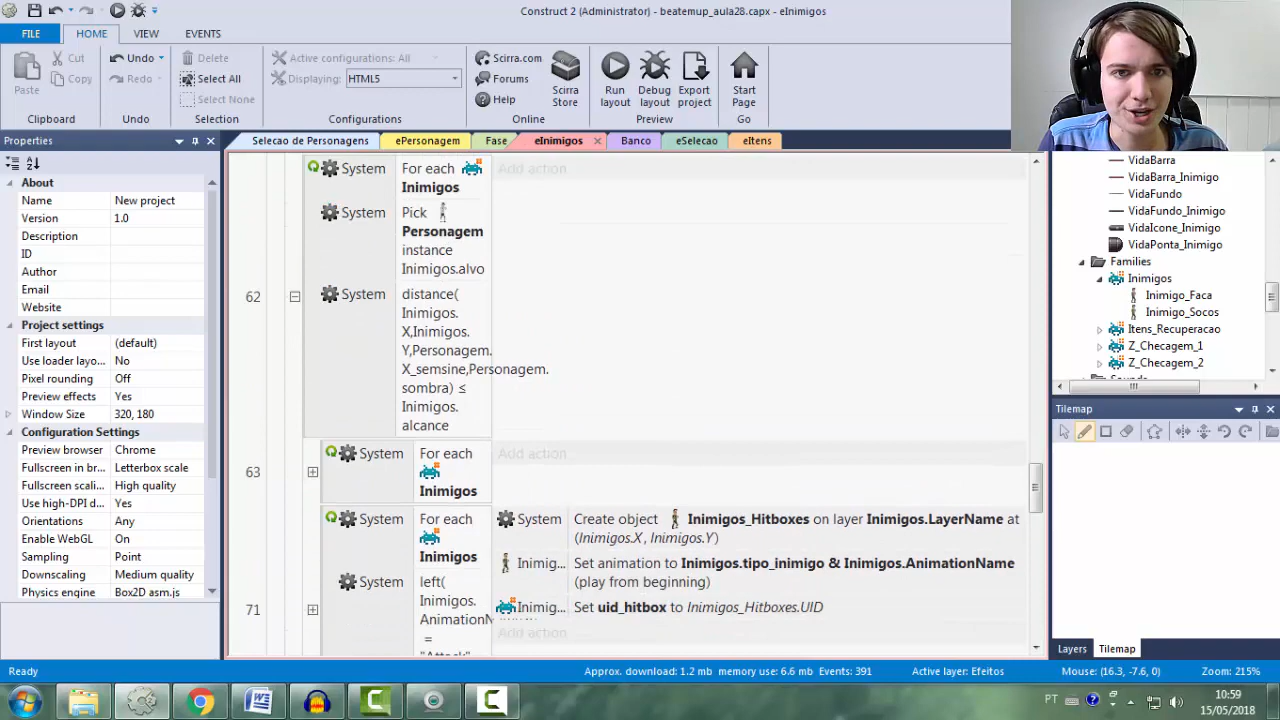 Construct 2 (Administrator) - beatemup_aula28.capx - eInimigos
FILE HOME VIEW EVENTS
Paste
Cut
Copy
Clipboard
Undo
Redo
Undo
Delete
Select All
Select None
Selection
Active configurations: All
Displaying: HTML5
Configurations
Scirra.com
Forums
Help
Scirra Store
Online
Run layout
Debug layout
Export project
Preview
Start Page
Go
Properties
Selecao de Personagens ePersonagem Fase eInimigos Banco eSelecao eItens
About
Name New project
Version 1.0
Description
ID
Author
Email
Website
Project settings
First layout (default)
Use loader layo... No
Pixel rounding Off
Preview effects Yes
Window Size 320, 180
Configuration Settings
Preview browser Chrome
Fullscreen in br... Letterbox scale
Fullscreen scali... High quality
Use high-DPI d... Yes
Orientations Any
Enable WebGL On
Sampling Point
Downscaling Medium quality
Physics engine Box2D asm.js
System For each
Inimigos
Add action
System Pick
Personagem
instance
Inimigos.alvo
62
System distance(
Inimigos.
X,Inimigos.
Y,Personagem.
X_semsine,Personagem.
sombra) ≤
Inimigos.
alcance
63
System For each
Inimigos
Add action
71
System For each
Inimigos
System left(
Inimigos.
AnimationN
=
"Attack"
System Create object Inimigos_Hitboxes on layer Inimigos.LayerName at
(Inimigos.X, Inimigos.Y)
Inimig... Set animation to Inimigos.tipo_inimigo & Inimigos.AnimationName
(play from beginning)
Inimig... Set uid_hitbox to Inimigos_Hitboxes.UID
Add action
VidaBarra
VidaBarra_Inimigo
VidaFundo
VidaFundo_Inimigo
VidaIcone_Inimigo
VidaPonta_Inimigo
Families
Inimigos
Inimigo_Faca
Inimigo_Socos
Itens_Recuperacao
Z_Checagem_1
Z_Checagem_2
Sounds
Tilemap
Layers Tilemap
Ready
Approx. download: 1.2 mb memory use: 6.6 mb Events: 391
Active layer: Efeitos
Mouse: (16.3, -7.6, 0)
Zoom: 215%
PT
10:59
15/05/2018